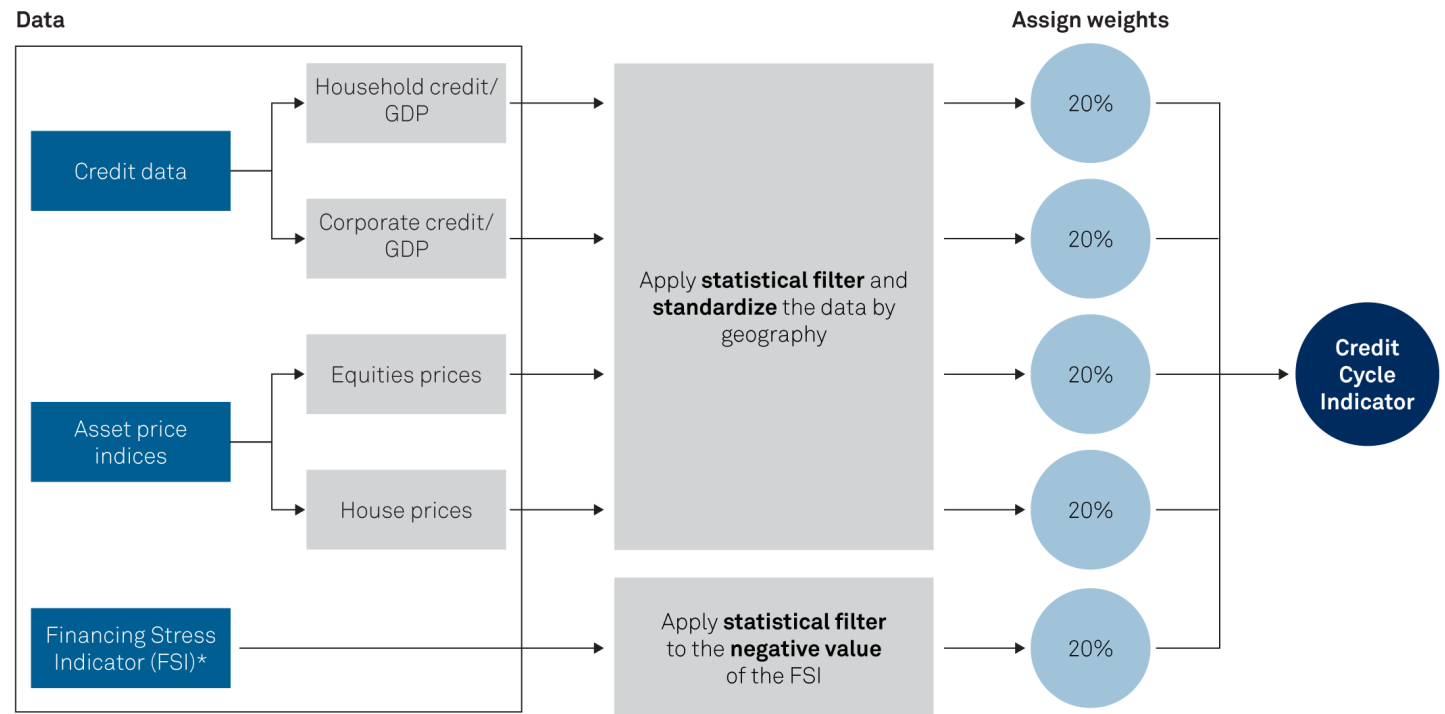 Data
Assign weights
Household credit/
GDP
20%
Credit data
Corporate credit/
GDP
20%
Apply statistical filter and
standardize the data by
geography
Equities prices
20%
Credit
Cycle
Indicator
Asset price
indices
House prices
20%
Financing Stress
Indicator (FSI)*
Apply statistical filter
to the negative value
of the FSI
20%